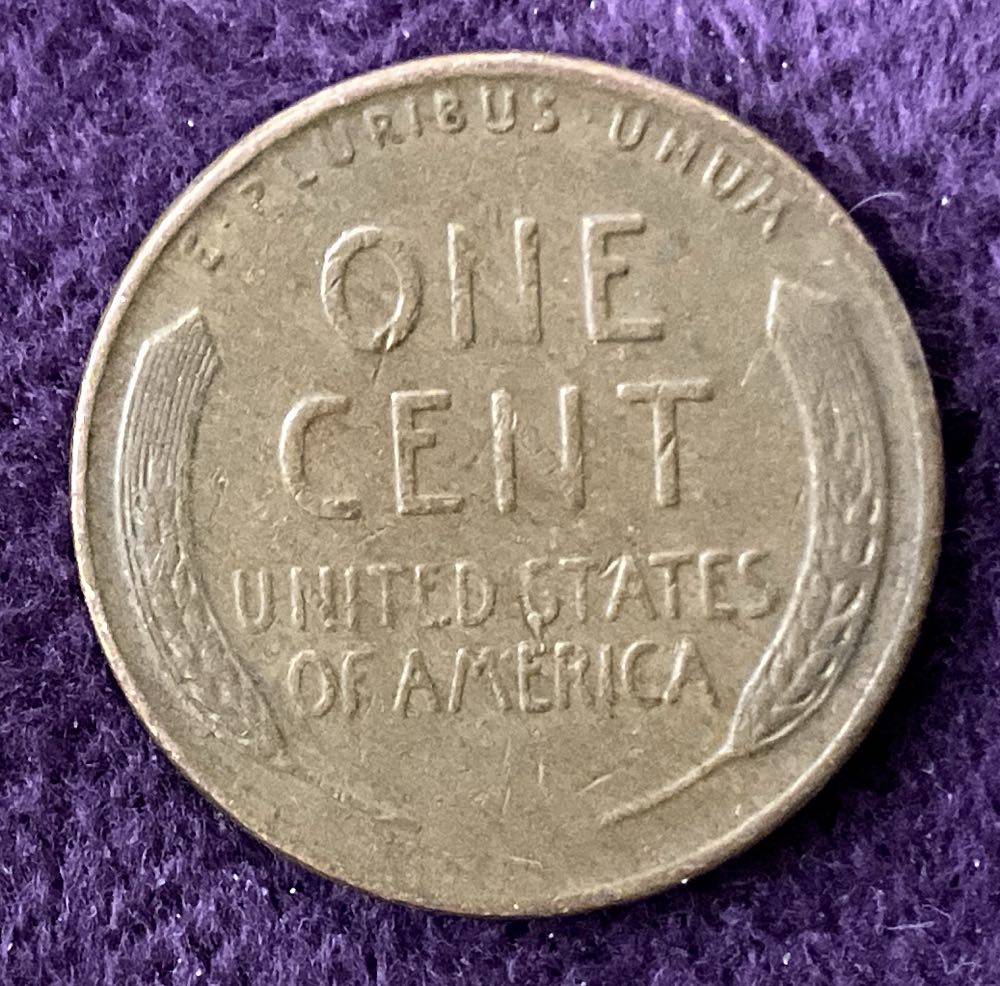 E·PLURIBUS·UNUM
ONE
CENT
UNITED STATES
OF AMERICA